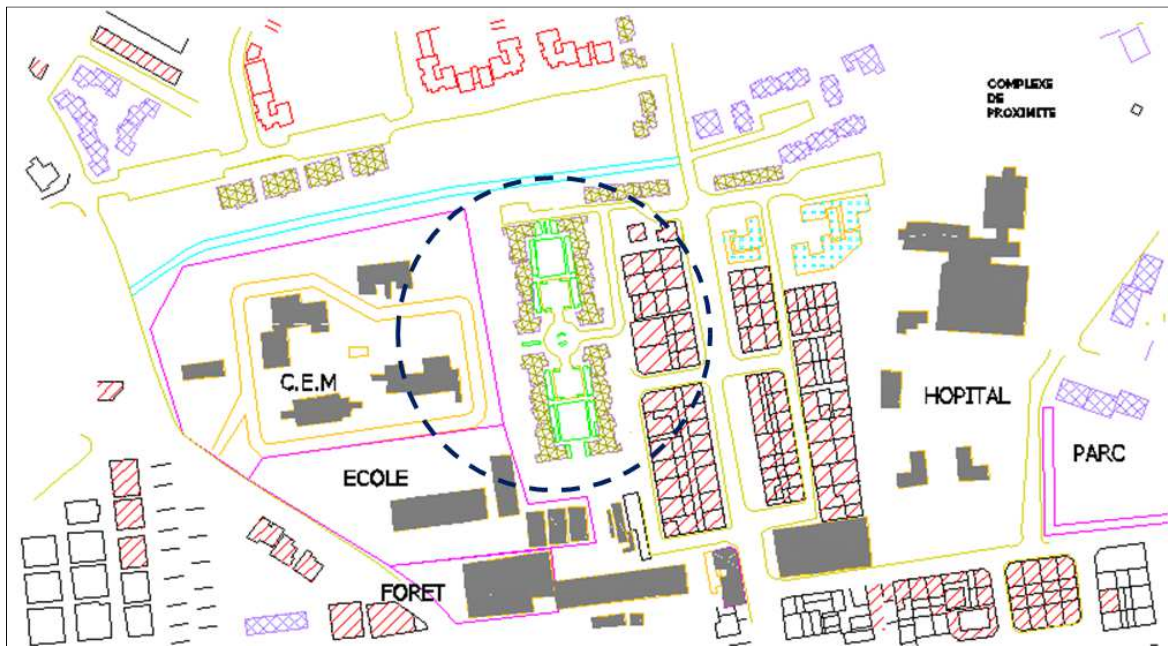 COMPLEXE
DE
PROXIMITE
C.E.M
HOPITAL
PARC
ECOLE
FORET